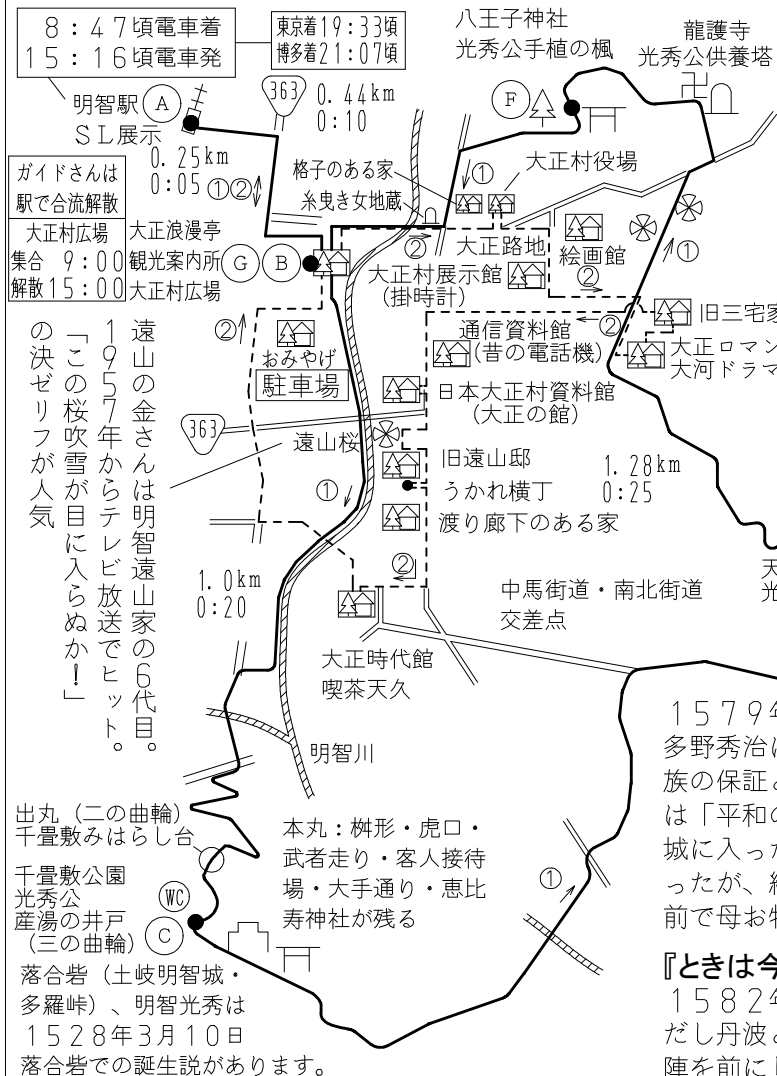 8:47頃電車着
15:16頃電車発
東京着19:33頃
博多着21:07頃
八王子神社
光秀公手植の楓
龍護寺
光秀公供養塔
明智駅
A
SL展示
363
0.44km
0:10
F
0.25km
0:05
①②
ガイドさんは
駅で合流解散
大正村広場
集合 9:00
解散15:00
大正浪漫亭
観光案内所
大正村広場
G
B
格子のある家
糸曳き女地蔵
①
大正村役場
②
大正路地
絵画館
②
①
大正村展示館
(掛時計)
②
おみやげ
駐車場
通信資料館
(昔の電話機)
②
旧三宅家
大正ロマン
大河ドラマ
日本大正村資料館
(大正の館)
363
遠山桜
旧遠山邸
うかれ横丁
渡り廊下のある家
1.28km
0:25
①
②
遠山の金さんは明智遠山家の6代目。
1957年からテレビ放送でヒット。
「この桜吹雪が目に入らぬか!」
の決ゼリフが人気
1.0km
0:20
中馬街道・南北街道
交差点
天
光
大正時代館
喫茶天久
明智川
出丸(二の曲輪)
千畳敷みはらし台
千畳敷公園
光秀公
産湯の井戸
(三の曲輪)
WC
C
本丸:桝形・虎口・
武者走り・客人接待
場・大手通り・恵比
寿神社が残る
①
落合砦(土岐明智城・
多羅峠)、明智光秀は
1528年3月10日
落合砦での誕生説があります。
1579年
多野秀治に
族の保証と
は「平和の
城に入った
ったが、
前で母お牧
『ときは今
1582年
だし丹波と
陣を前に